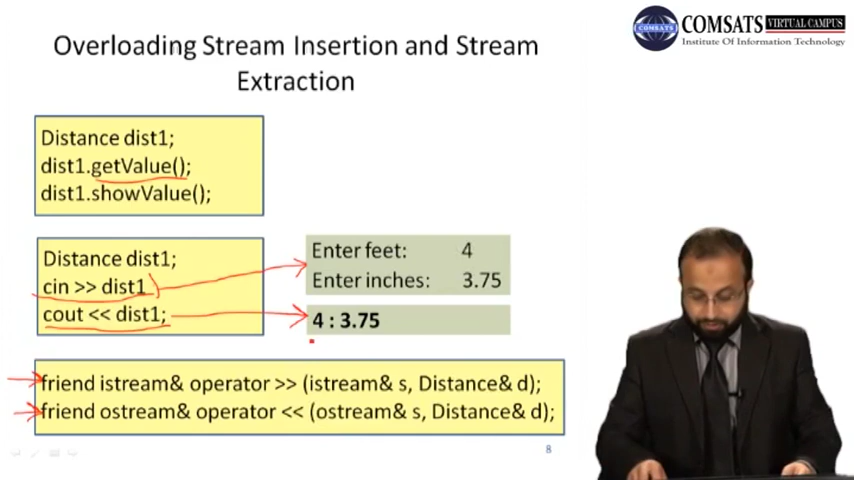 COMSATS VIRTUAL CAMPUS
COMSATS
Institute Of Information Technology
Overloading Stream Insertion and Stream
Extraction
Distance dist1;
dist1.getValue();
dist1.showValue();
Distance dist1;
cin >> dist1
cout << dist1;
Enter feet: 4
Enter inches: 3.75
4 : 3.75
friend istream& operator >> (istream& s, Distance& d);
friend ostream& operator << (ostream& s, Distance& d);
8